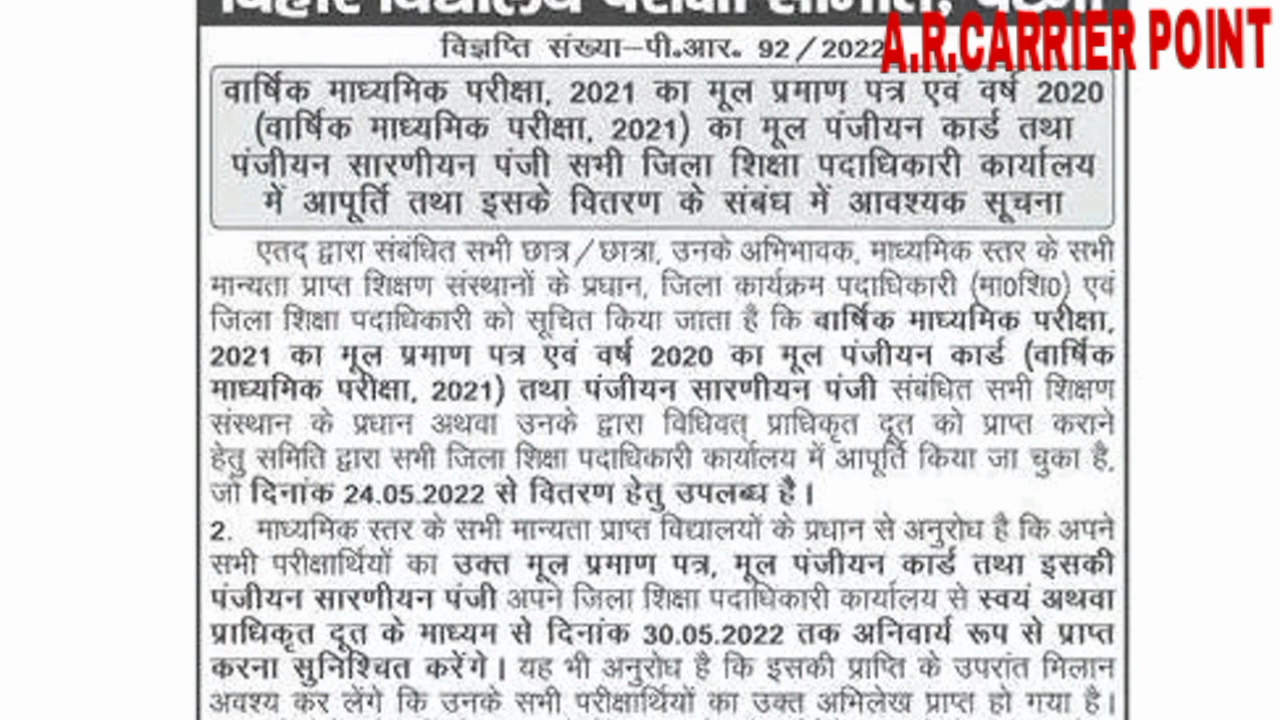 बिहार विद्यालय परीक्षा समिति, पटना
A.R.CARRIER POINT
विज्ञप्ति संख्या–पी॰आर॰ 92/2022
वार्षिक माध्यमिक परीक्षा, 2021 का मूल प्रमाण पत्र एवं वर्ष 2020
(वार्षिक माध्यमिक परीक्षा, 2021) का मूल पंजीयन कार्ड तथा
पंजीयन सारणीयन पंजी सभी जिला शिक्षा पदाधिकारी कार्यालय
में आपूर्ति तथा इसके वितरण के संबंध में आवश्यक सूचना
एतद् द्वारा संबंधित सभी छात्र/छात्रा, उनके अभिभावक, माध्यमिक स्तर के सभी
मान्यता प्राप्त शिक्षण संस्थानों के प्रधान, जिला कार्यक्रम पदाधिकारी (मा0शि0) एवं
जिला शिक्षा पदाधिकारी को सूचित किया जाता है कि वार्षिक माध्यमिक परीक्षा,
2021 का मूल प्रमाण पत्र एवं वर्ष 2020 का मूल पंजीयन कार्ड (वार्षिक
माध्यमिक परीक्षा, 2021) तथा पंजीयन सारणीयन पंजी संबंधित सभी शिक्षण
संस्थान के प्रधान अथवा उनके द्वारा विधिवत् प्राधिकृत दूत को प्राप्त कराने
हेतु समिति द्वारा सभी जिला शिक्षा पदाधिकारी कार्यालय में आपूर्ति किया जा चुका है,
जो दिनांक 24.05.2022 से वितरण हेतु उपलब्ध है।
2. माध्यमिक स्तर के सभी मान्यता प्राप्त विद्यालयों के प्रधान से अनुरोध है कि अपने
सभी परीक्षार्थियों का उक्त मूल प्रमाण पत्र, मूल पंजीयन कार्ड तथा इसकी
पंजीयन सारणीयन पंजी अपने जिला शिक्षा पदाधिकारी कार्यालय से स्वयं अथवा
प्राधिकृत दूत के माध्यम से दिनांक 30.05.2022 तक अनिवार्य रूप से प्राप्त
करना सुनिश्चित करेंगे। यह भी अनुरोध है कि इसकी प्राप्ति के उपरांत मिलान
अवश्य कर लेंगे कि उनके सभी परीक्षार्थियों का उक्त अभिलेख प्राप्त हो गया है।